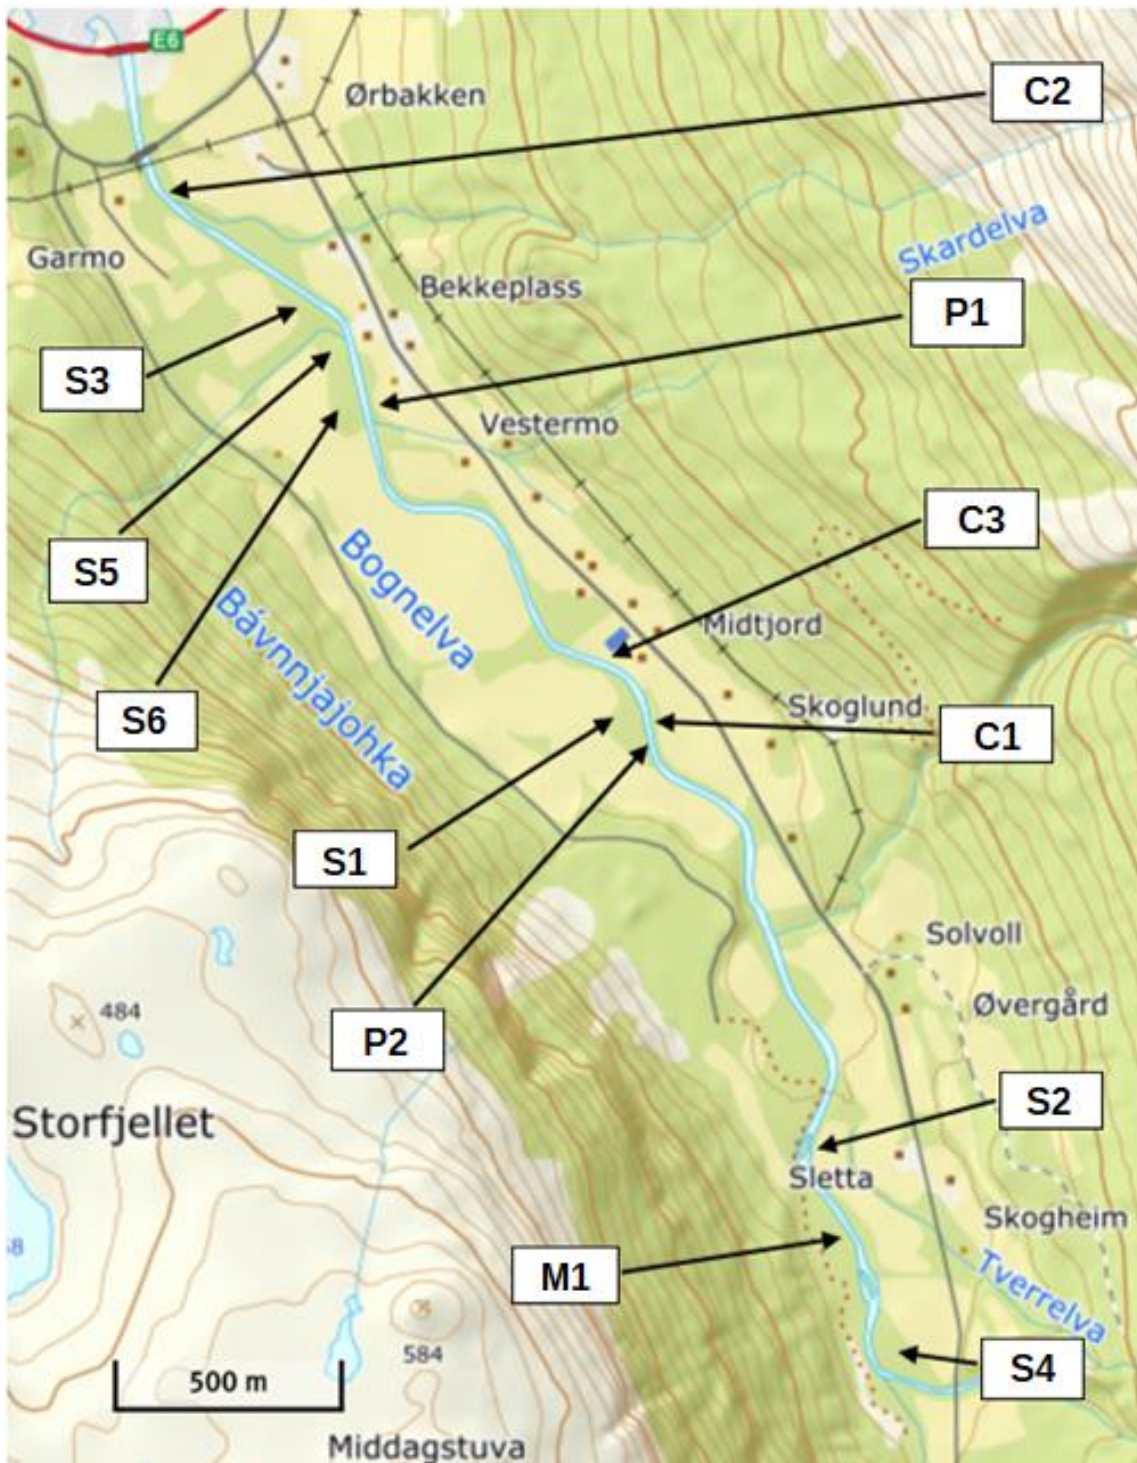 E6
C2
Ørbakken
Skardelva
Garmo
Bekkeplass
P1
S3
Vestermo
C3
S5
Bognelva
Bávnnjajohka
Midtjord
S6
Skoglund
C1
S1
Solvoll
484
Øvergård
P2
Storfjellet
S2
Sletta
Skogheim
M1
Tverrelva
584
S4
500 m
Middagstuva